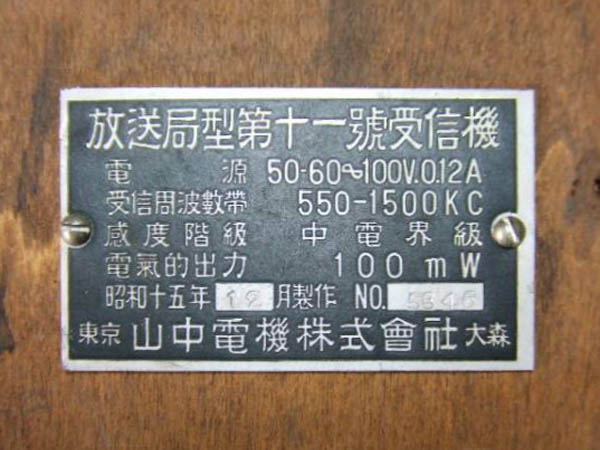 放送局型第十一號受信機
電源 50-60~100V.0.12A
受信周波數帶 550-1500KC
感度階級 中電界級
電氣的出力 100mW
昭和十五年 12 月製作 NO.
東京 山中電機株式會社 大森